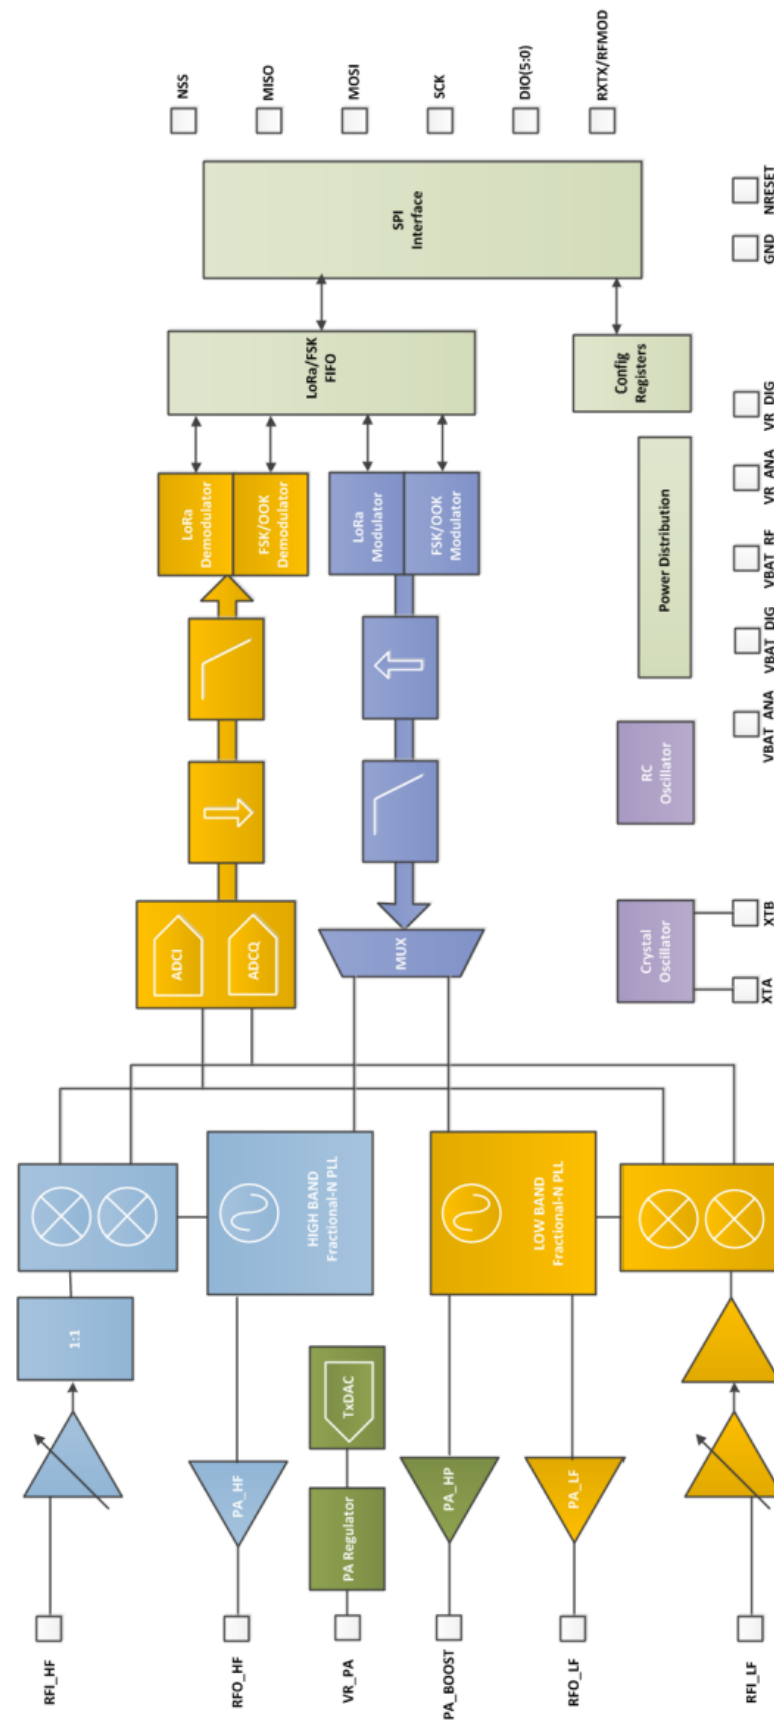 RFI_HF
RFO_HF
VR_PA
PA_BOOST
RFO_LF
RFI_LF
1:1
PA_HF
PA Regulator
TxDAC
PA_HP
PA_LF
HIGH BAND
Fractional-N PLL
LOW BAND
Fractional-N PLL
ADCI
ADCQ
MUX
LoRa
Demodulator
FSK/OOK
Demodulator
LoRa
Modulator
FSK/OOK
Modulator
LoRa/FSK
FIFO
SPI
Interface
Config
Registers
Power Distribution
RC
Oscillator
Crystal
Oscillator
NSS
MISO
MOSI
SCK
DIO(5:0)
RXTX/RFMOD
XTA
XTB
VBAT_ANA
VBAT_DIG
VBAT_RF
VR_ANA
VR_DIG
GND
NRESET